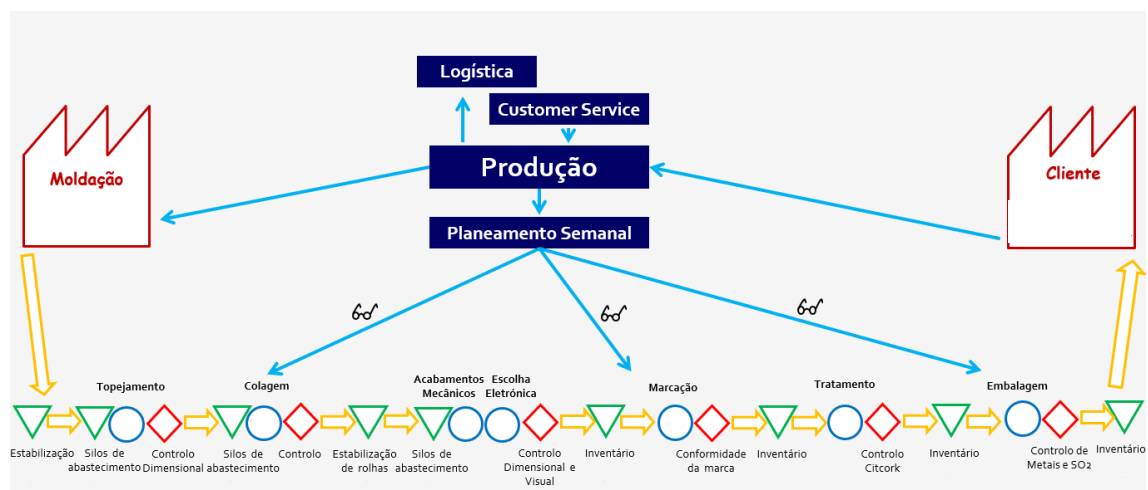 Logística
Customer Service
Produção
Planeamento Semanal
Moldação
Cliente
Topejamento
Colagem
Acabamentos
Mecânicos
Escolha
Eletrónica
Marcação
Tratamento
Embalagem
Estabilização
Silos de
abastecimento
Controlo
Dimensional
Silos de
abastecimento
Controlo
Estabilização
de rolhas
Silos de
abastecimento
Controlo
Dimensional e
Visual
Inventário
Conformidade
da marca
Inventário
Controlo
Citcork
Inventário
Controlo de
Metais e SO2
Inventário